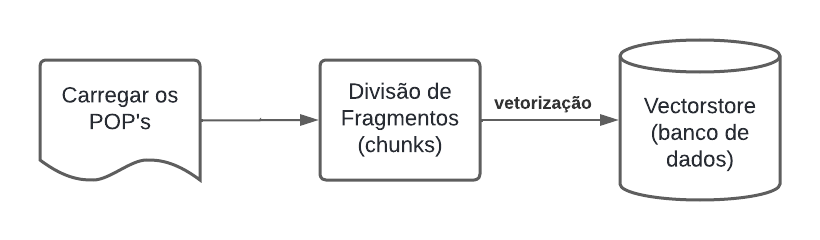 Carregar os
POP's
Divisão de
Fragmentos
(chunks)
vetorização
Vectorstore
(banco de
dados)